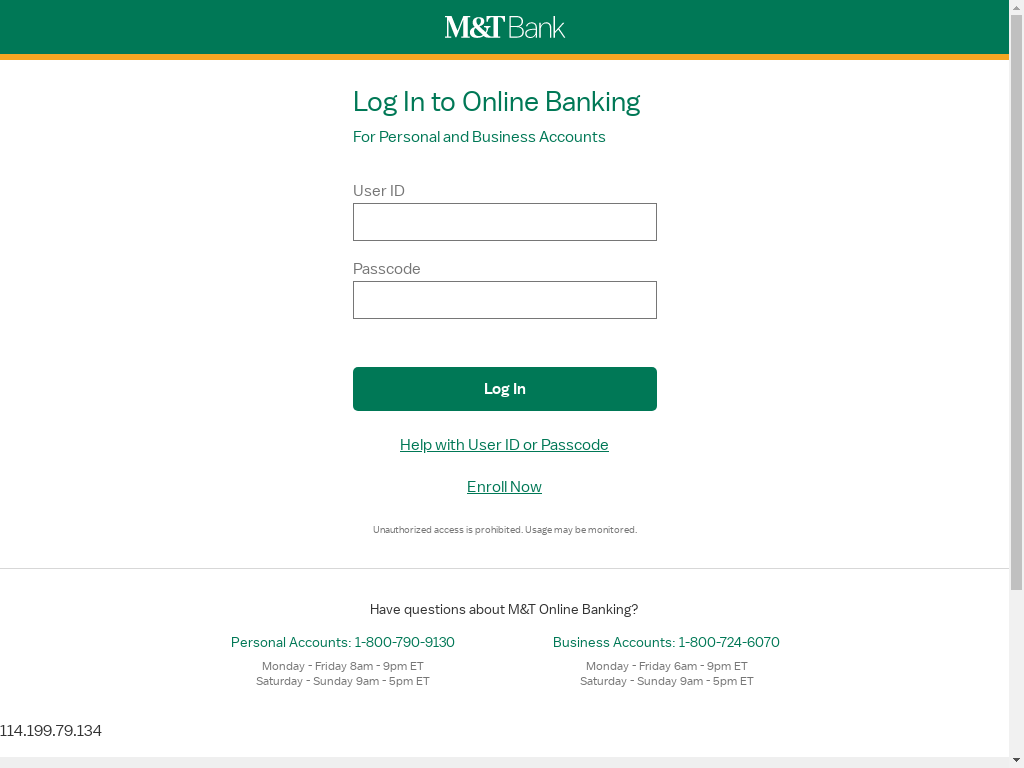 M&T Bank
Log In to Online Banking
For Personal and Business Accounts
User ID
Passcode
Log In
Help with User ID or Passcode
Enroll Now
Unauthorized access is prohibited. Usage may be monitored.
Have questions about M&T Online Banking?
Personal Accounts: 1-800-790-9130
Monday - Friday 8am - 9pm ET
Saturday - Sunday 9am - 5pm ET
Business Accounts: 1-800-724-6070
Monday - Friday 6am - 9pm ET
Saturday - Sunday 9am - 5pm ET
114.199.79.134